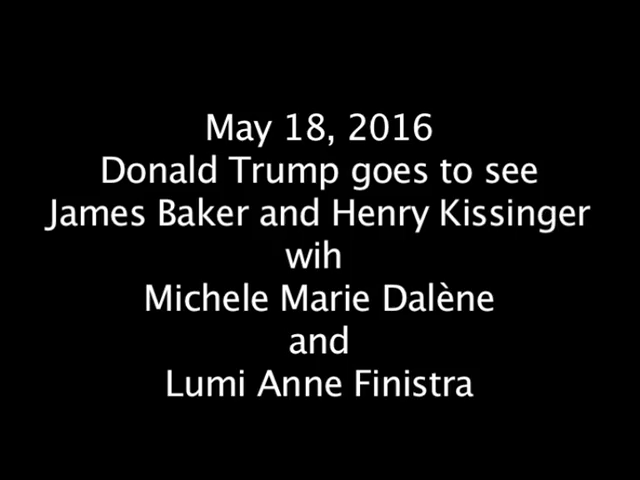 May 18, 2016
Donald Trump goes to see
James Baker and Henry Kissinger
wih
Michele Marie Dalène
and
Lumi Anne Finistra